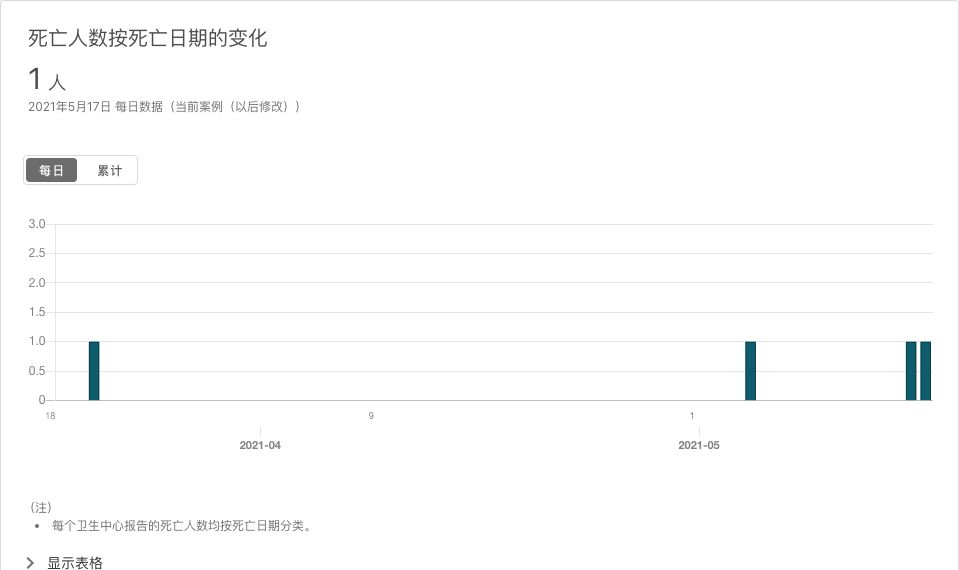 死亡人数按死亡日期的变化
1 人
2021年5月17日 每日数据（当前案例（以后修改））
每日 累计
3.0
2.5
2.0
1.5
1.0
0.5
0
18 9 1
2021-04 2021-05
（注）
• 每个卫生中心报告的死亡人数均按死亡日期分类。
显示表格